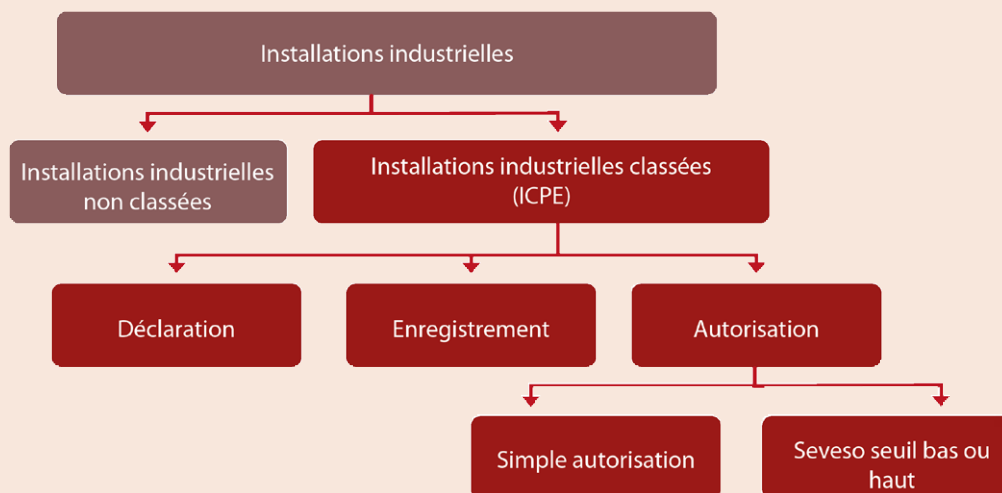 Installations industrielles
Installations industrielles
non classées
Installations industrielles classées
(ICPE)
Déclaration
Enregistrement
Autorisation
Simple autorisation
Seveso seuil bas ou
haut